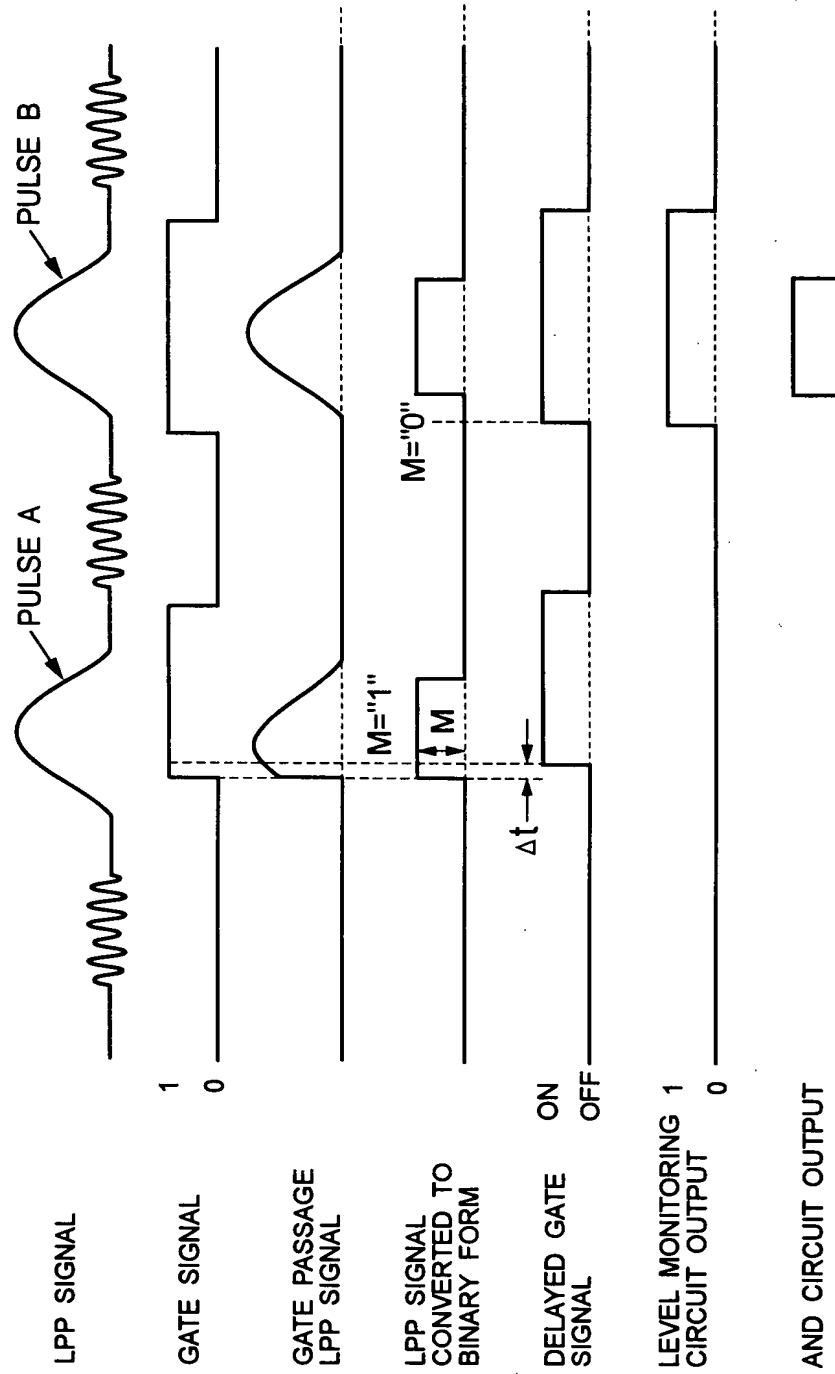 LPP SIGNAL
PULSE A
PULSE B
GATE SIGNAL
1
0
GATE PASSAGE
LPP SIGNAL
LPP SIGNAL
CONVERTED TO
BINARY FORM
M="1"
M
M="0"
DELAYED GATE
SIGNAL
ON
OFF
Δt
LEVEL MONITORING
CIRCUIT OUTPUT
1
0
AND CIRCUIT OUTPUT